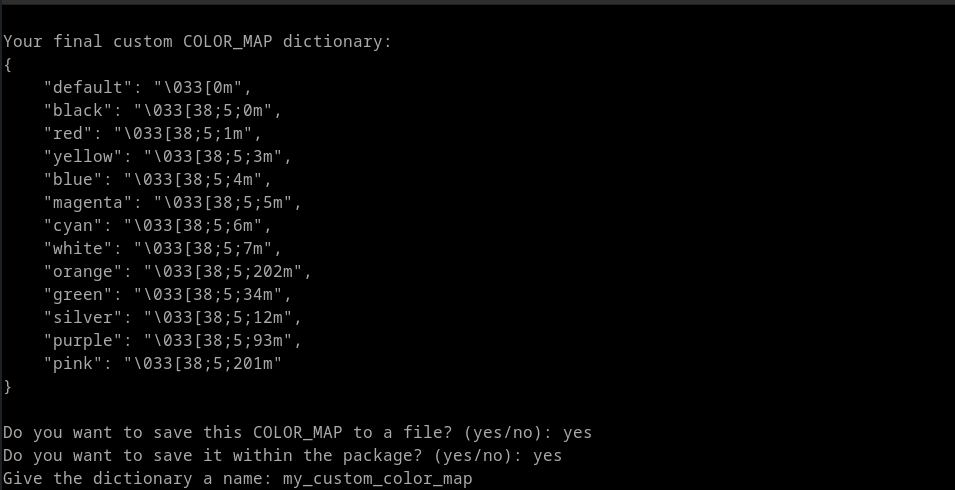 Your final custom COLOR_MAP dictionary:
{
    "default": "\033[0m",
    "black": "\033[38;5;0m",
    "red": "\033[38;5;1m",
    "yellow": "\033[38;5;3m",
    "blue": "\033[38;5;4m",
    "magenta": "\033[38;5;5m",
    "cyan": "\033[38;5;6m",
    "white": "\033[38;5;7m",
    "orange": "\033[38;5;202m",
    "green": "\033[38;5;34m",
    "silver": "\033[38;5;12m",
    "purple": "\033[38;5;93m",
    "pink": "\033[38;5;201m"
}
Do you want to save this COLOR_MAP to a file? (yes/no): yes
Do you want to save it within the package? (yes/no): yes
Give the dictionary a name: my_custom_color_map